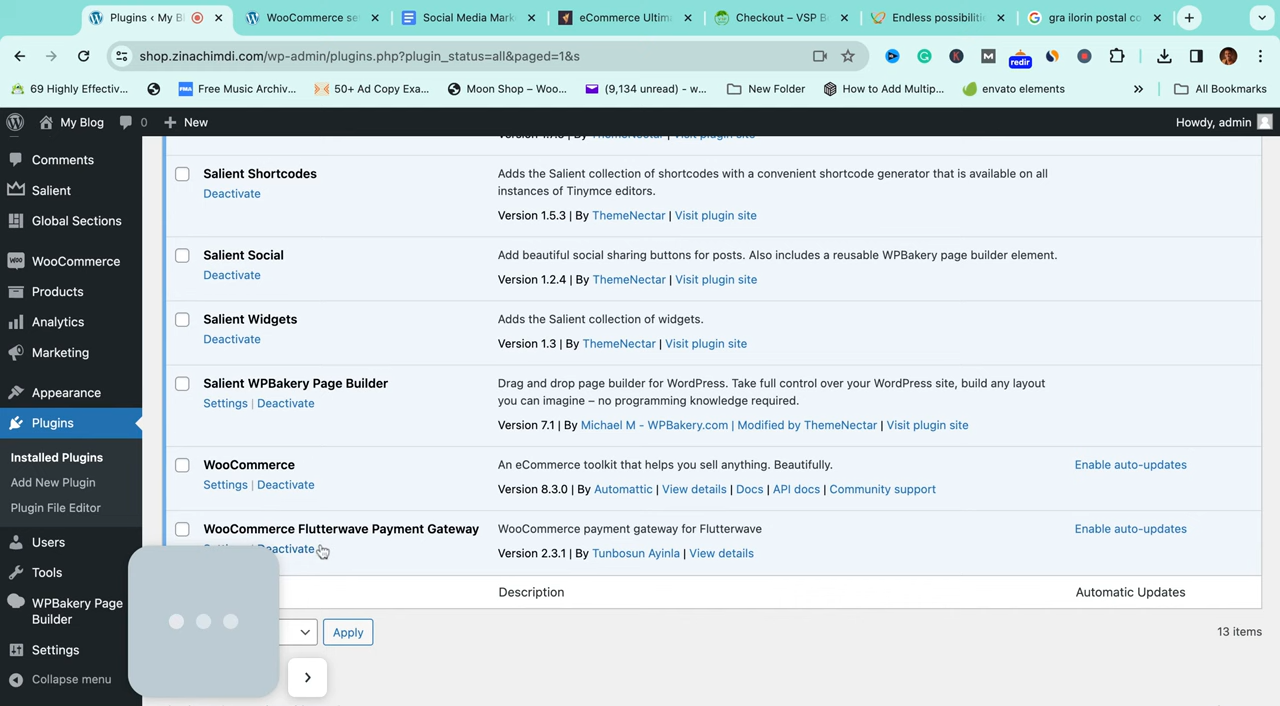 Plugins ‹ My B
WooCommerce se
Social Media Mark
eCommerce Ultim
Checkout – VSP B
Endless possibiliti
gra ilorin postal co
shop.zinachimdi.com/wp-admin/plugins.php?plugin_status=all&paged=1&s
redir
69 Highly Effectiv...
Free Music Archiv...
50+ Ad Copy Exa...
Moon Shop – Woo...
(9,134 unread) - w...
New Folder
How to Add Multip...
envato elements
All Bookmarks
My Blog
0
New
Howdy, admin
Comments
Salient
Global Sections
WooCommerce
Products
Analytics
Marketing
Appearance
Plugins
Installed Plugins
Add New Plugin
Plugin File Editor
Users
Tools
WPBakery Page
Builder
Settings
Collapse menu
Visit plugin site
Salient Shortcodes
Deactivate
Adds the Salient collection of shortcodes with a convenient shortcode generator that is available on all
instances of Tinymce editors.
Version 1.5.3 | By ThemeNectar | Visit plugin site
Salient Social
Deactivate
Add beautiful social sharing buttons for posts. Also includes a reusable WPBakery page builder element.
Version 1.2.4 | By ThemeNectar | Visit plugin site
Salient Widgets
Deactivate
Adds the Salient collection of widgets.
Version 1.3 | By ThemeNectar | Visit plugin site
Salient WPBakery Page Builder
Settings | Deactivate
Drag and drop page builder for WordPress. Take full control over your WordPress site, build any layout
you can imagine – no programming knowledge required.
Version 7.1 | By Michael M - WPBakery.com | Modified by ThemeNectar | Visit plugin site
WooCommerce
Settings | Deactivate
An eCommerce toolkit that helps you sell anything. Beautifully.
Version 8.3.0 | By Automattic | View details | Docs | API docs | Community support
Enable auto-updates
WooCommerce Flutterwave Payment Gateway
Deactivate
WooCommerce payment gateway for Flutterwave
Version 2.3.1 | By Tunbosun Ayinla | View details
Enable auto-updates
Description
Automatic Updates
Apply
13 items